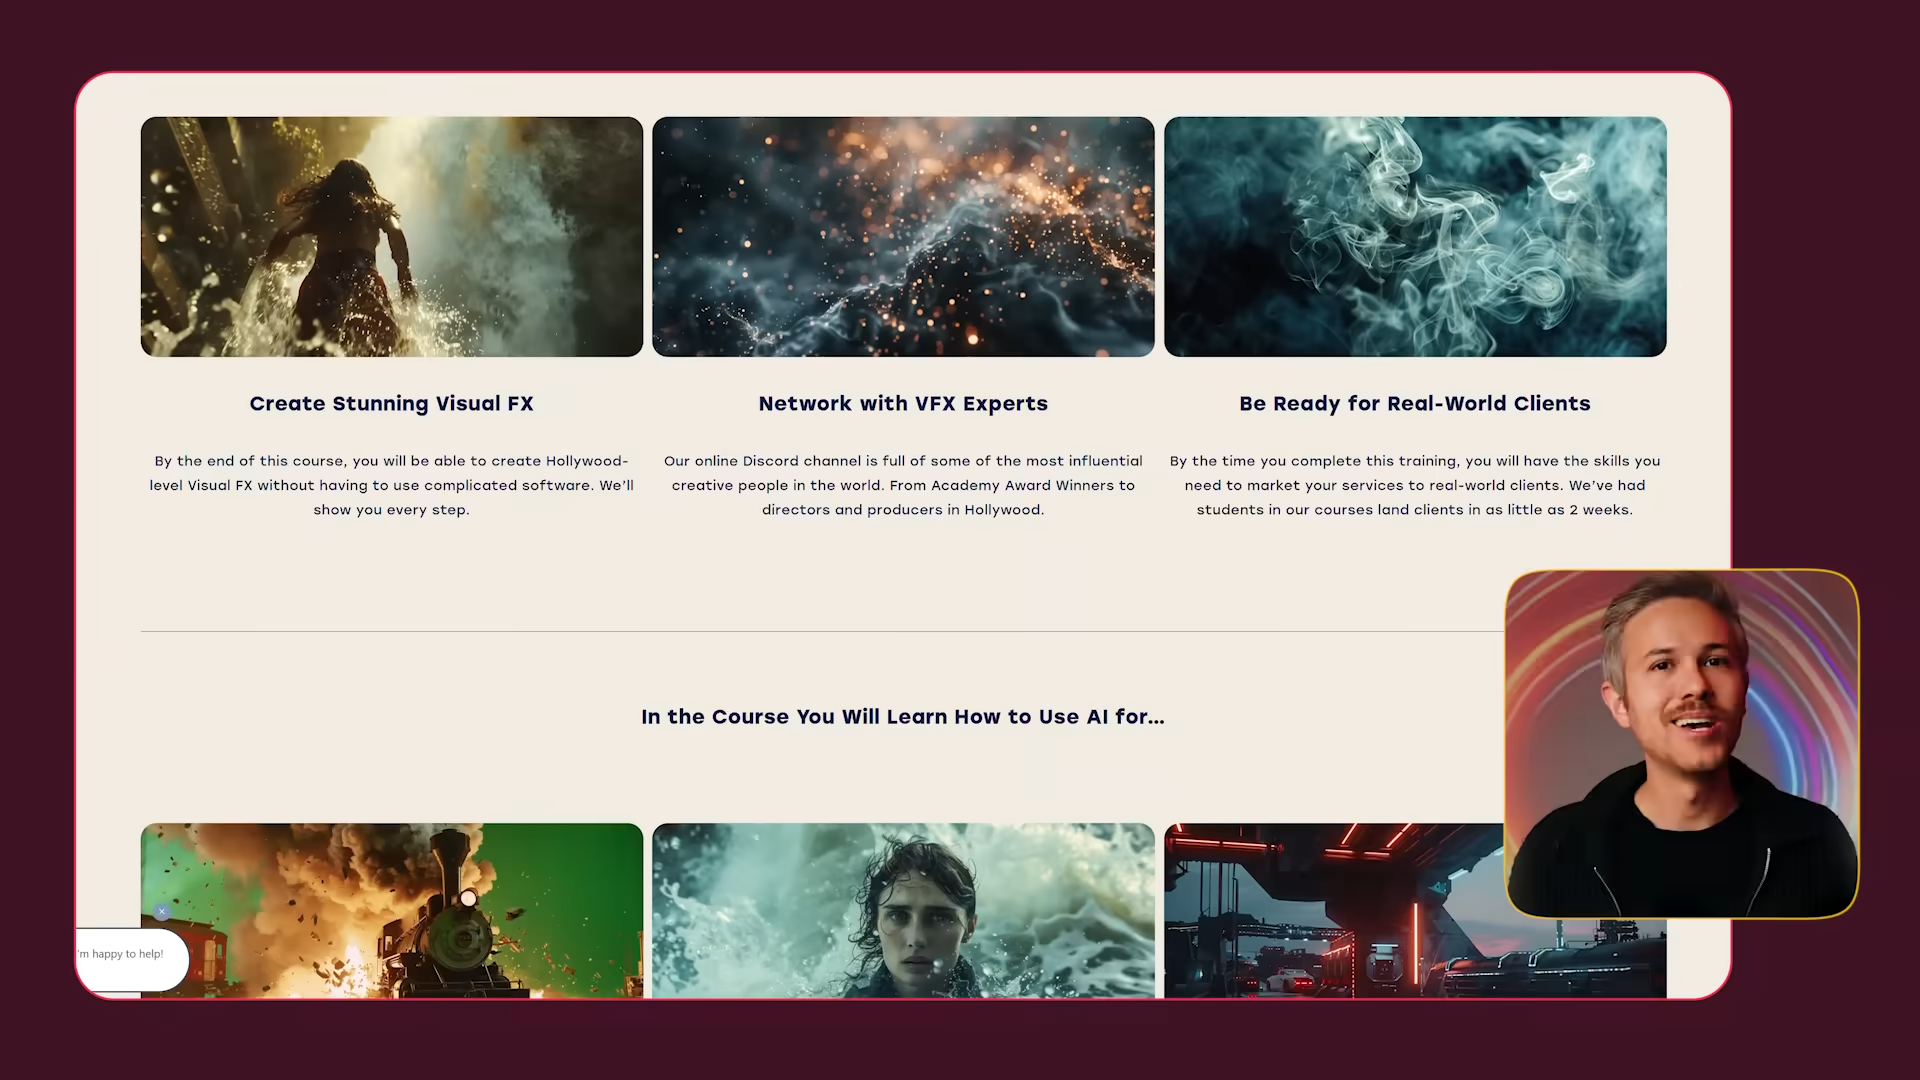 Create Stunning Visual FX
By the end of this course, you will be able to create Hollywood-
level Visual FX without having to use complicated software. We’ll
show you every step.
Network with VFX Experts
Our online Discord channel is full of some of the most influential
creative people in the world. From Academy Award Winners to
directors and producers in Hollywood.
Be Ready for Real-World Clients
By the time you complete this training, you will have the skills you
need to market your services to real-world clients. We’ve had
students in our courses land clients in as little as 2 weeks.
In the Course You Will Learn How to Use AI for...
'm happy to help!